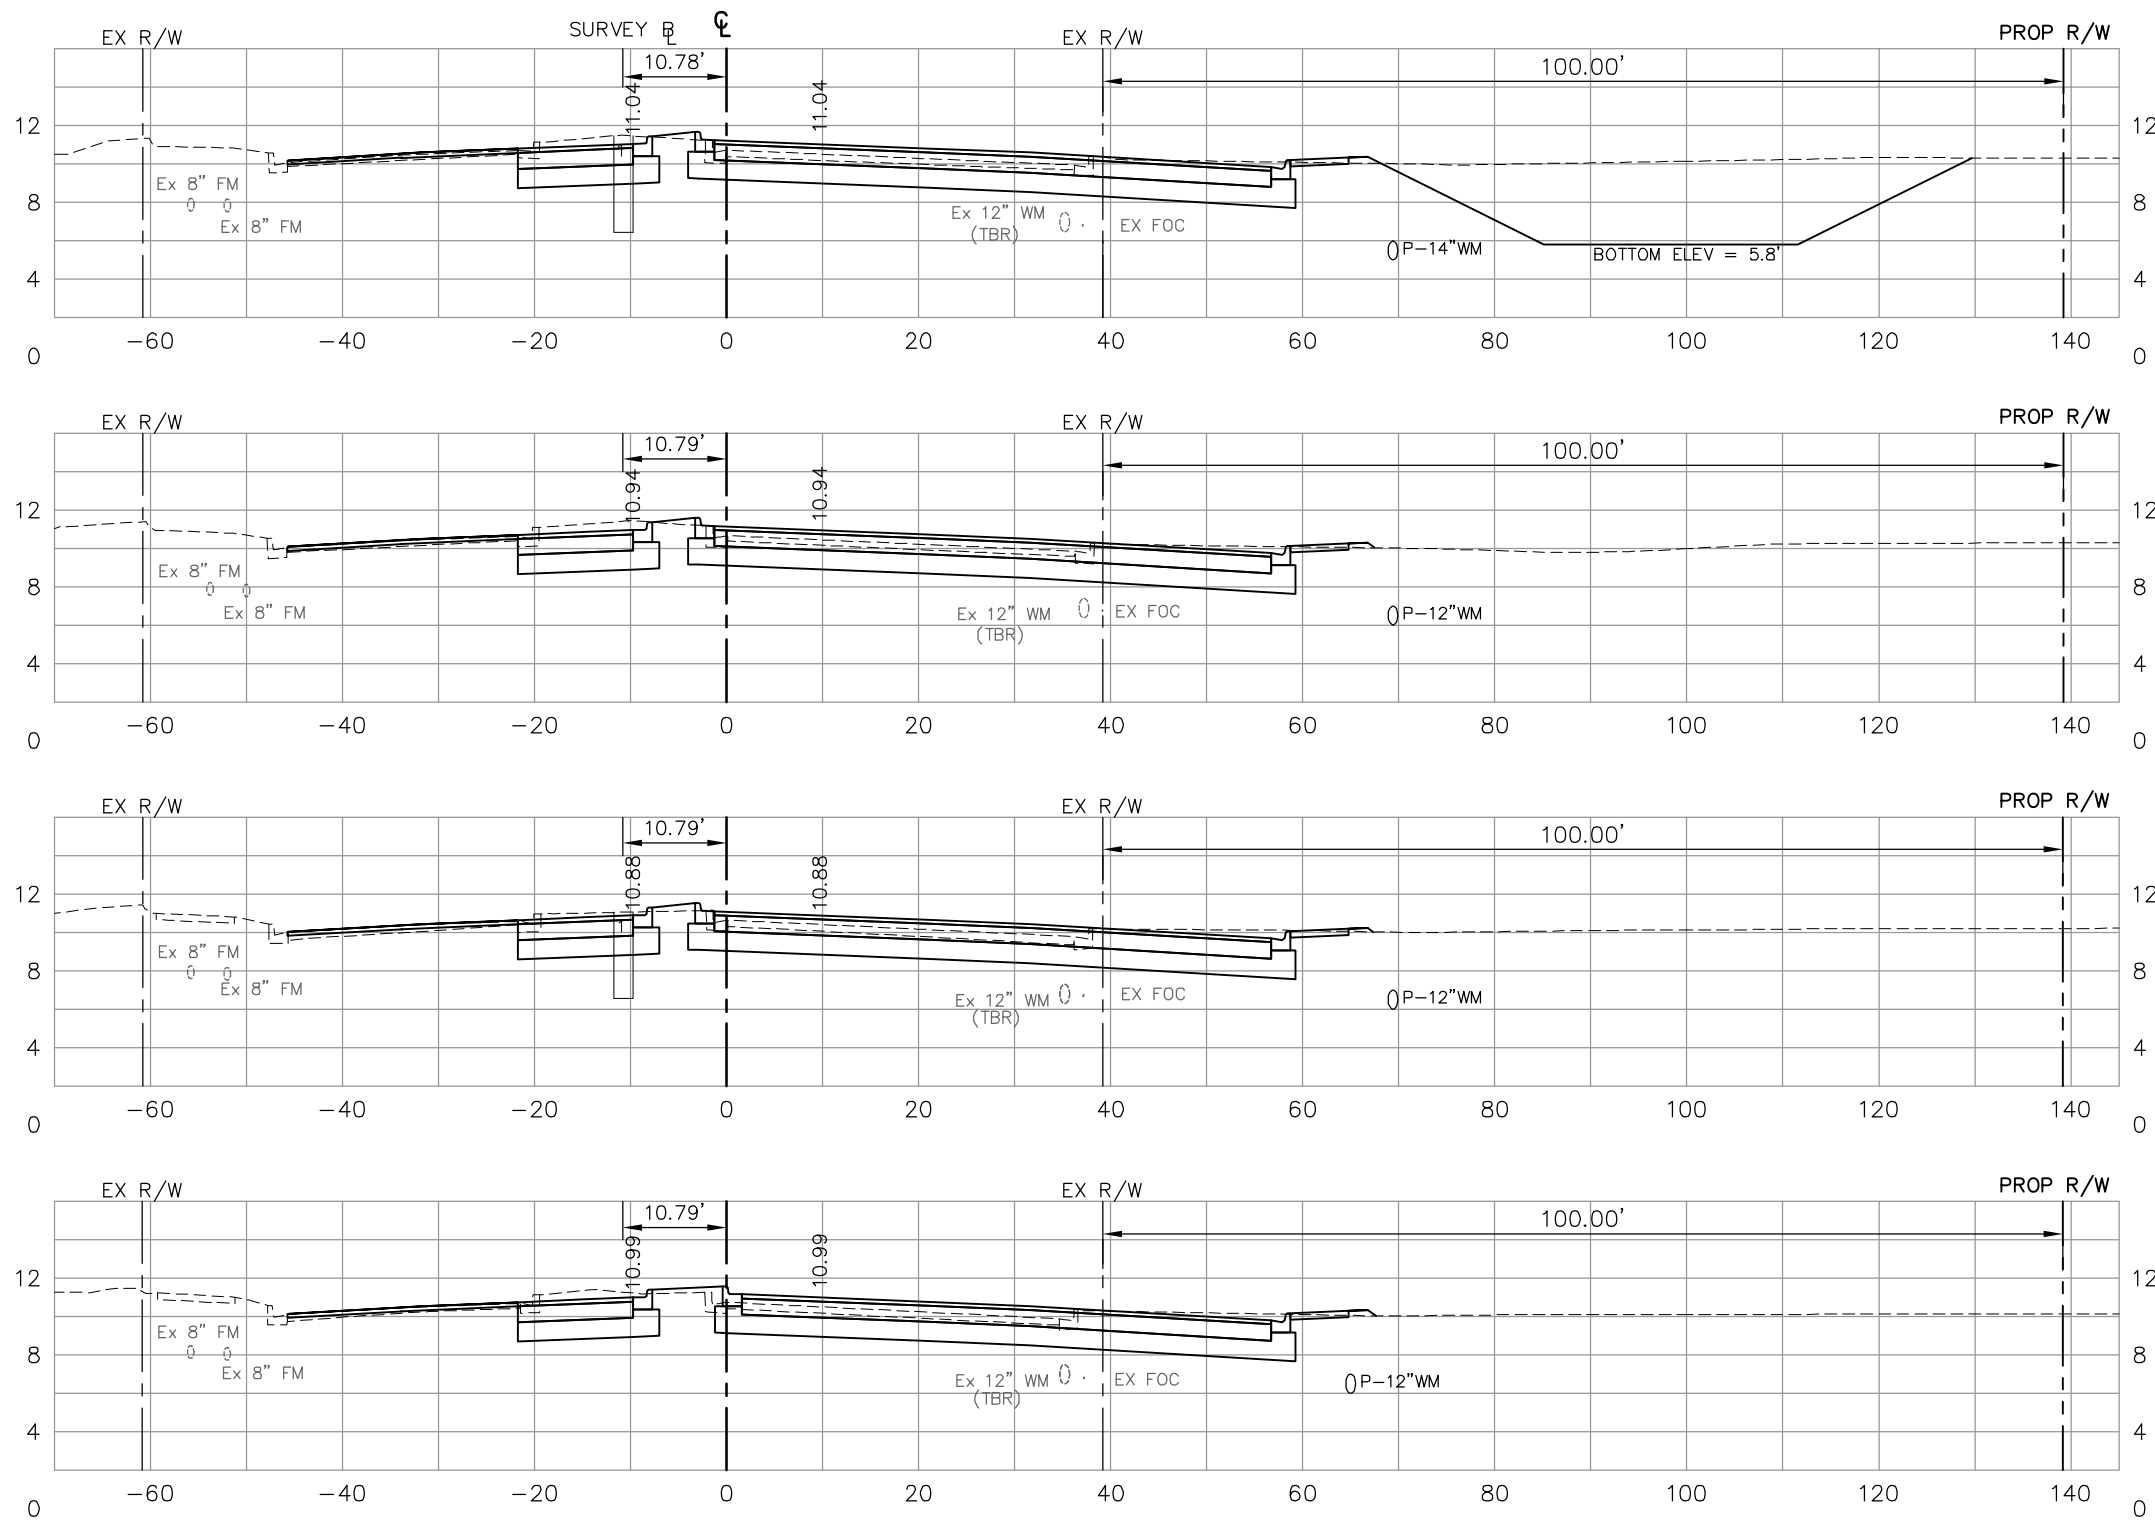 SURVEY BL CL
EX R/W EX R/W PROP R/W
10.78' 100.00'
11.04 11.04
12 12
Ex 8" FM
8 8
Ex 8" FM
Ex 12" WM EX FOC
(TBR)
P-14"WM
BOTTOM ELEV = 5.8'
4 4
-60 -40 -20 0 20 40 60 80 100 120 140
0 0
EX R/W EX R/W PROP R/W
10.79' 100.00'
10.94 10.94
12 12
Ex 8" FM
8 8
Ex 8" FM
Ex 12" WM EX FOC
(TBR)
P-12"WM
4 4
-60 -40 -20 0 20 40 60 80 100 120 140
0 0
EX R/W EX R/W PROP R/W
10.79' 100.00'
10.88 10.88
12 12
Ex 8" FM
8 8
Ex 8" FM
Ex 12" WM EX FOC
(TBR)
P-12"WM
4 4
-60 -40 -20 0 20 40 60 80 100 120 140
0 0
EX R/W EX R/W PROP R/W
10.79' 100.00'
10.99 10.99
12 12
Ex 8" FM
8 8
Ex 8" FM
Ex 12" WM EX FOC
(TBR)
P-12"WM
4 4
-60 -40 -20 0 20 40 60 80 100 120 140
0 0